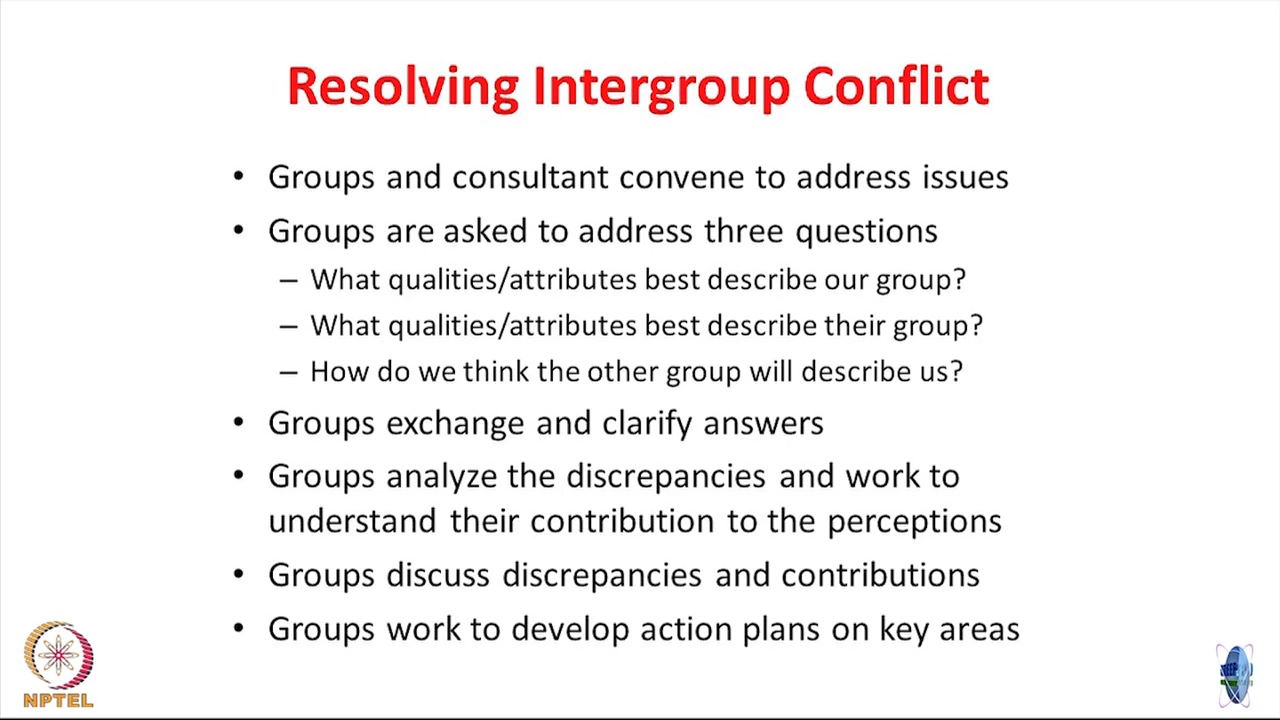 Resolving Intergroup Conflict
• Groups and consultant convene to address issues
• Groups are asked to address three questions
– What qualities/attributes best describe our group?
– What qualities/attributes best describe their group?
– How do we think the other group will describe us?
• Groups exchange and clarify answers
• Groups analyze the discrepancies and work to
understand their contribution to the perceptions
• Groups discuss discrepancies and contributions
• Groups work to develop action plans on key areas
NPTEL